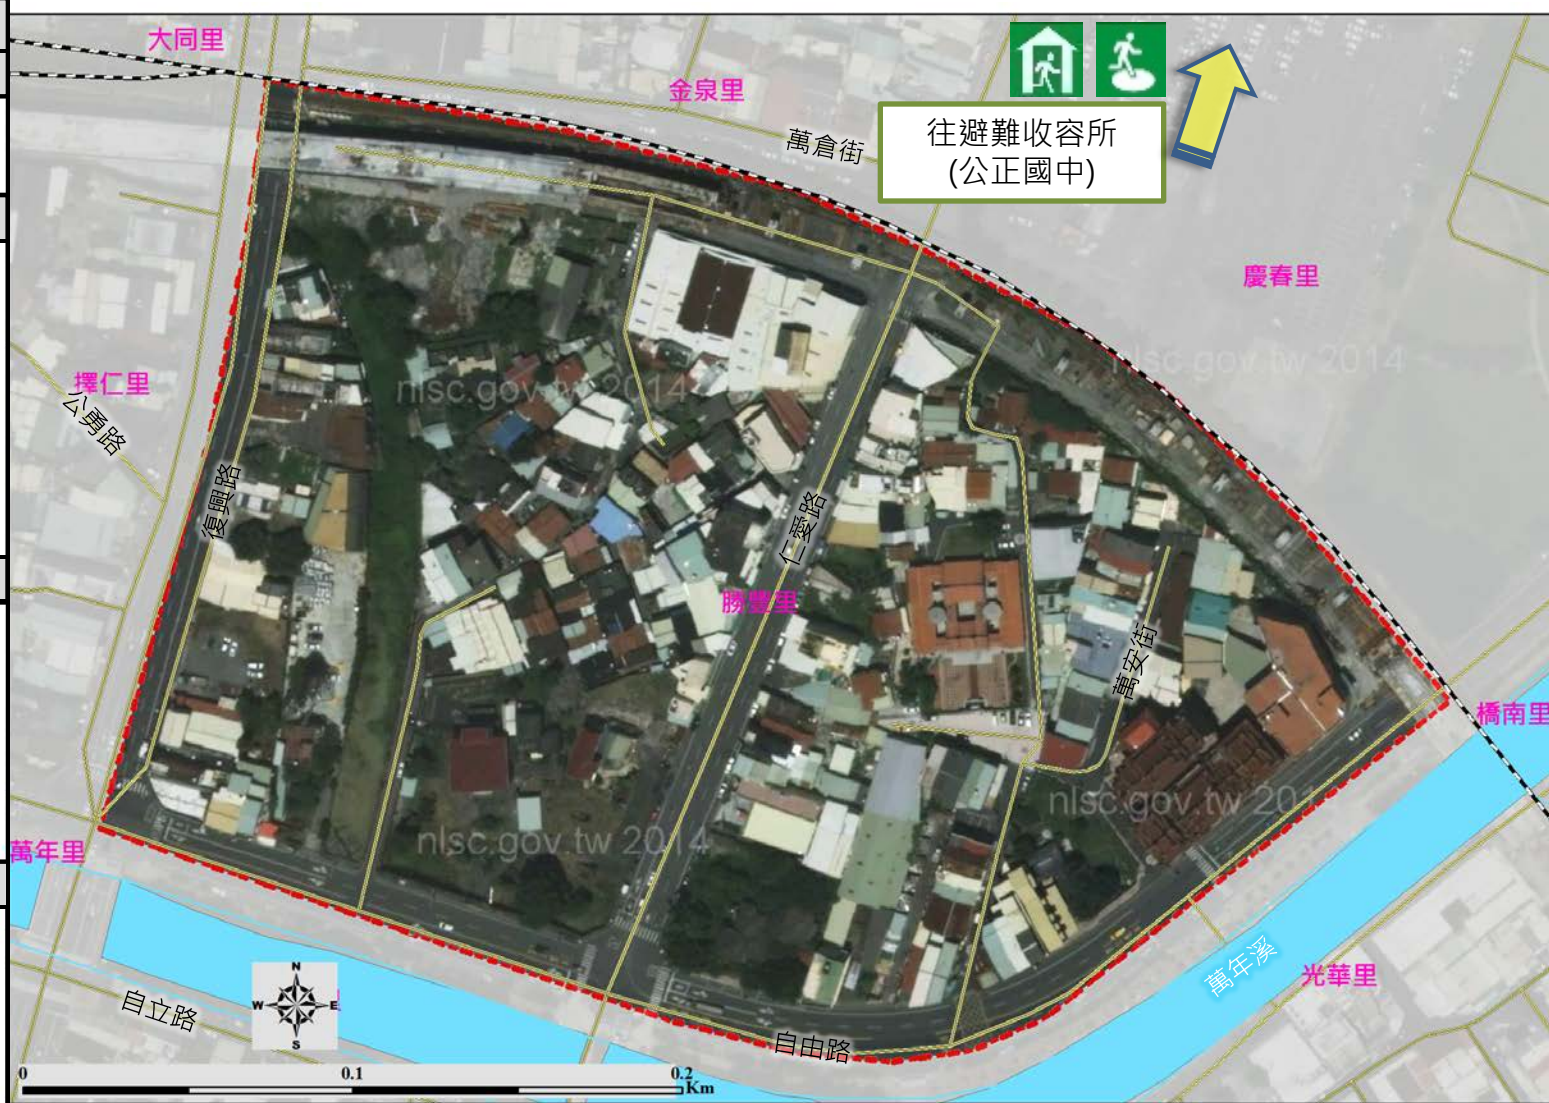 大同里
金泉里
萬倉街
往避難收容所
(公正國中)
慶春里
擇仁里
公勇路
nlsc.gov.tw 2014
nlsc.gov.tw 2014
復興路
仁愛路
勝豐里
萬安街
橋南里
nlsc.gov.tw 2014
nlsc.gov.tw 201
萬年里
萬年溪
光華里
N
W E
S
自立路
自由路
0 0.1 0.2
Km